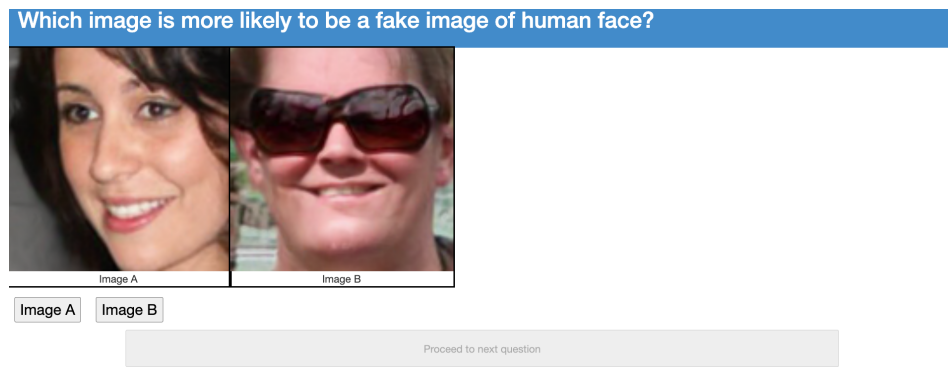 Which image is more likely to be a fake image of human face?
Image A Image B
Image A Image B
Proceed to next question